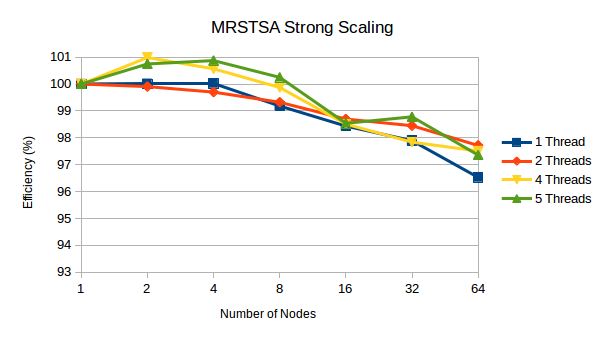 MRSTSA Strong Scaling
101
100
99
98
97
96
95
94
93
Efficiency (%)
1 2 4 8 16 32 64
Number of Nodes
1 Thread
2 Threads
4 Threads
5 Threads